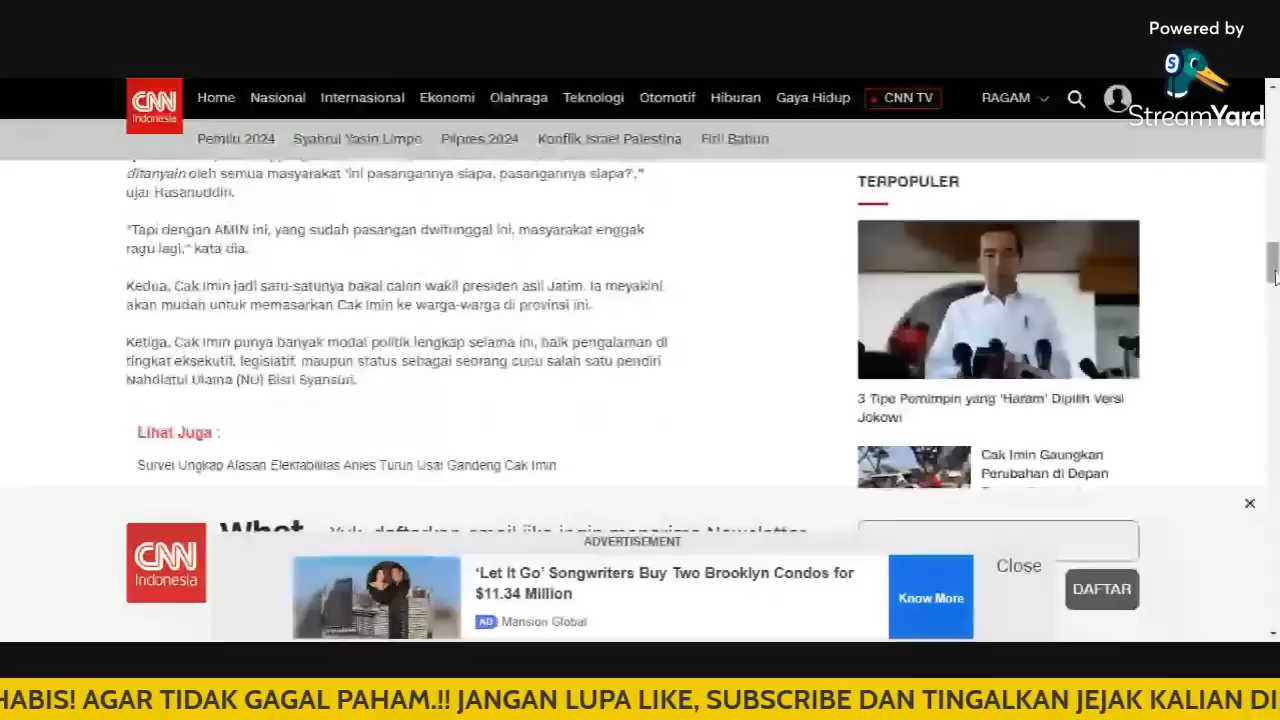 Powered by
StreamYard
CNN Indonesia
Home Nasional Internasional Ekonomi Olahraga Teknologi Otomotif Hiburan Gaya Hidup CNN TV RAGAM
Pemilu 2024 Syahrul Yasin Limpo Pilpres 2024 Konflik Israel Palestina Firli Bahuri
ditanyain oleh semua masyarakat 'ini pasangannya siapa, pasangannya siapa?',"
ujar Hasanuddin.
"Tapi dengan AMIN ini, yang sudah pasangan dwitunggal ini, masyarakat enggak
ragu lagi," kata dia.
Kedua, Cak Imin jadi satu-satunya bakal calon wakil presiden asli Jatim. Ia meyakini
akan mudah untuk memasarkan Cak Imin ke warga-warga di provinsi ini.
Ketiga, Cak Imin punya banyak modal politik lengkap selama ini, baik pengalaman di
tingkat eksekutif, legislatif, maupun status sebagai seorang cucu salah satu pendiri
Nahdlatul Ulama (NU) Bisri Syansuri.
Lihat Juga :
Survei Ungkap Alasan Elektabilitas Anies Turun Usai Gandeng Cak Imin
TERPOPULER
3 Tipe Pemimpin yang 'Haram' Dipilih Versi
Jokowi
Cak Imin Gaungkan
Perubahan di Depan
CNN
Indonesia
What
Yuk, daftarkan email jika ingin menerima Newsletter
ADVERTISEMENT
'Let It Go' Songwriters Buy Two Brooklyn Condos for
$11.34 Million
AD Mansion Global
Know More
Close
DAFTAR
HABIS! AGAR TIDAK GAGAL PAHAM.!! JANGAN LUPA LIKE, SUBSCRIBE DAN TINGALKAN JEJAK KALIAN DI